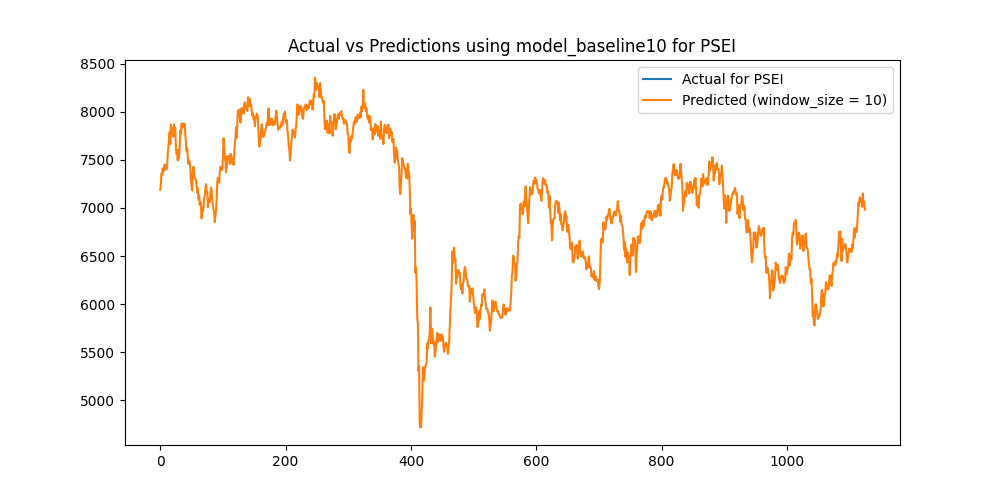 Actual vs Predictions using model_baseline10 for PSEI
Actual for PSEI
Predicted (window_size = 10)
8500
8000
7500
7000
6500
6000
5500
5000
0 200 400 600 800 1000